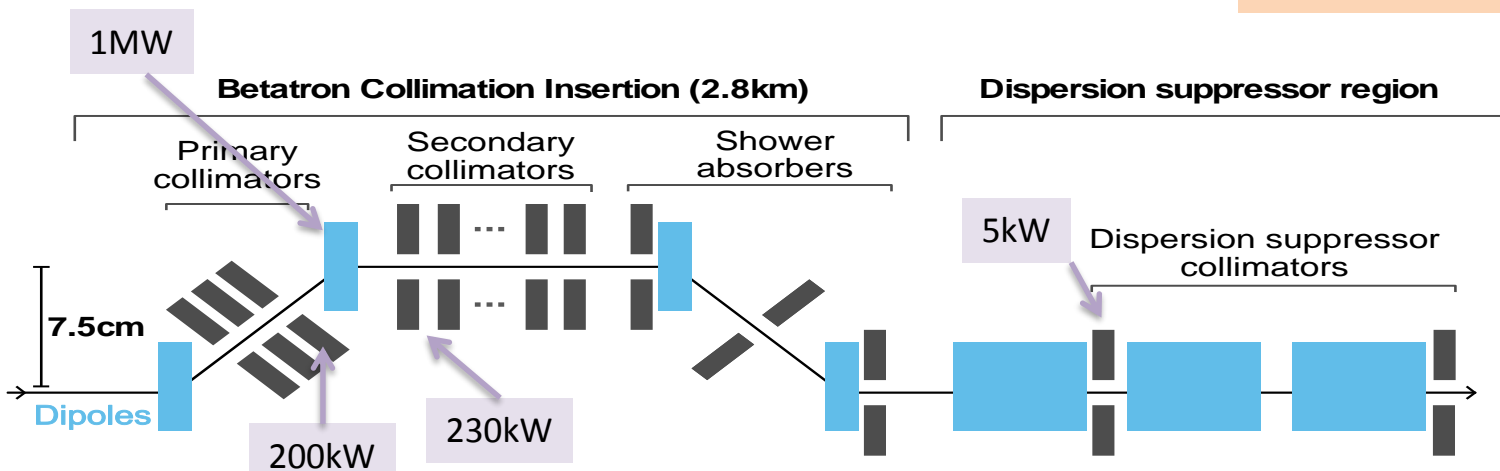 1MW
Betatron Collimation Insertion (2.8km)
Dispersion suppressor region
Primary
collimators
Secondary
collimators
Shower
absorbers
5kW
Dispersion suppressor
collimators
7.5cm
Dipoles
200kW
230kW